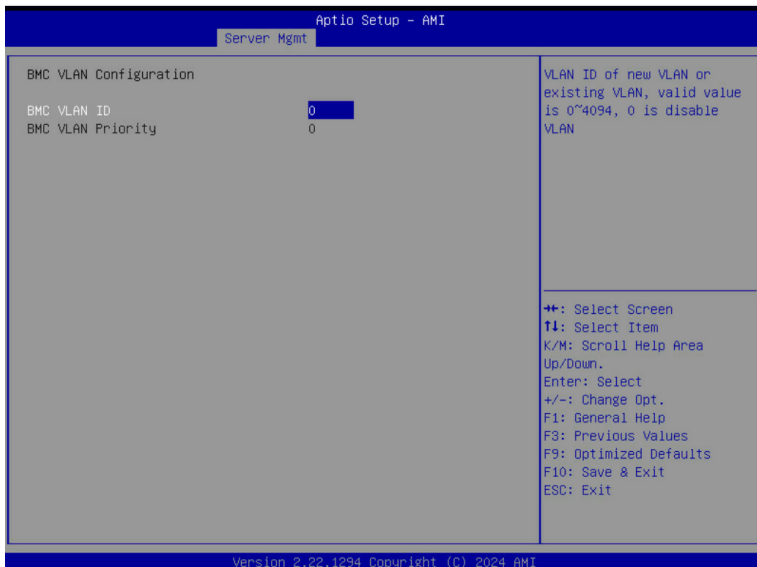 Aptio Setup – AMI
Server Mgmt
BMC VLAN Configuration
BMC VLAN ID 0
BMC VLAN Priority 0
VLAN ID of new VLAN or
existing VLAN, valid value
is 0~4094, 0 is disable
VLAN
→←: Select Screen
↑↓: Select Item
K/M: Scroll Help Area
Up/Down.
Enter: Select
+/-: Change Opt.
F1: General Help
F3: Previous Values
F9: Optimized Defaults
F10: Save & Exit
ESC: Exit
Version 2.22.1294 Copyright (C) 2024 AMI